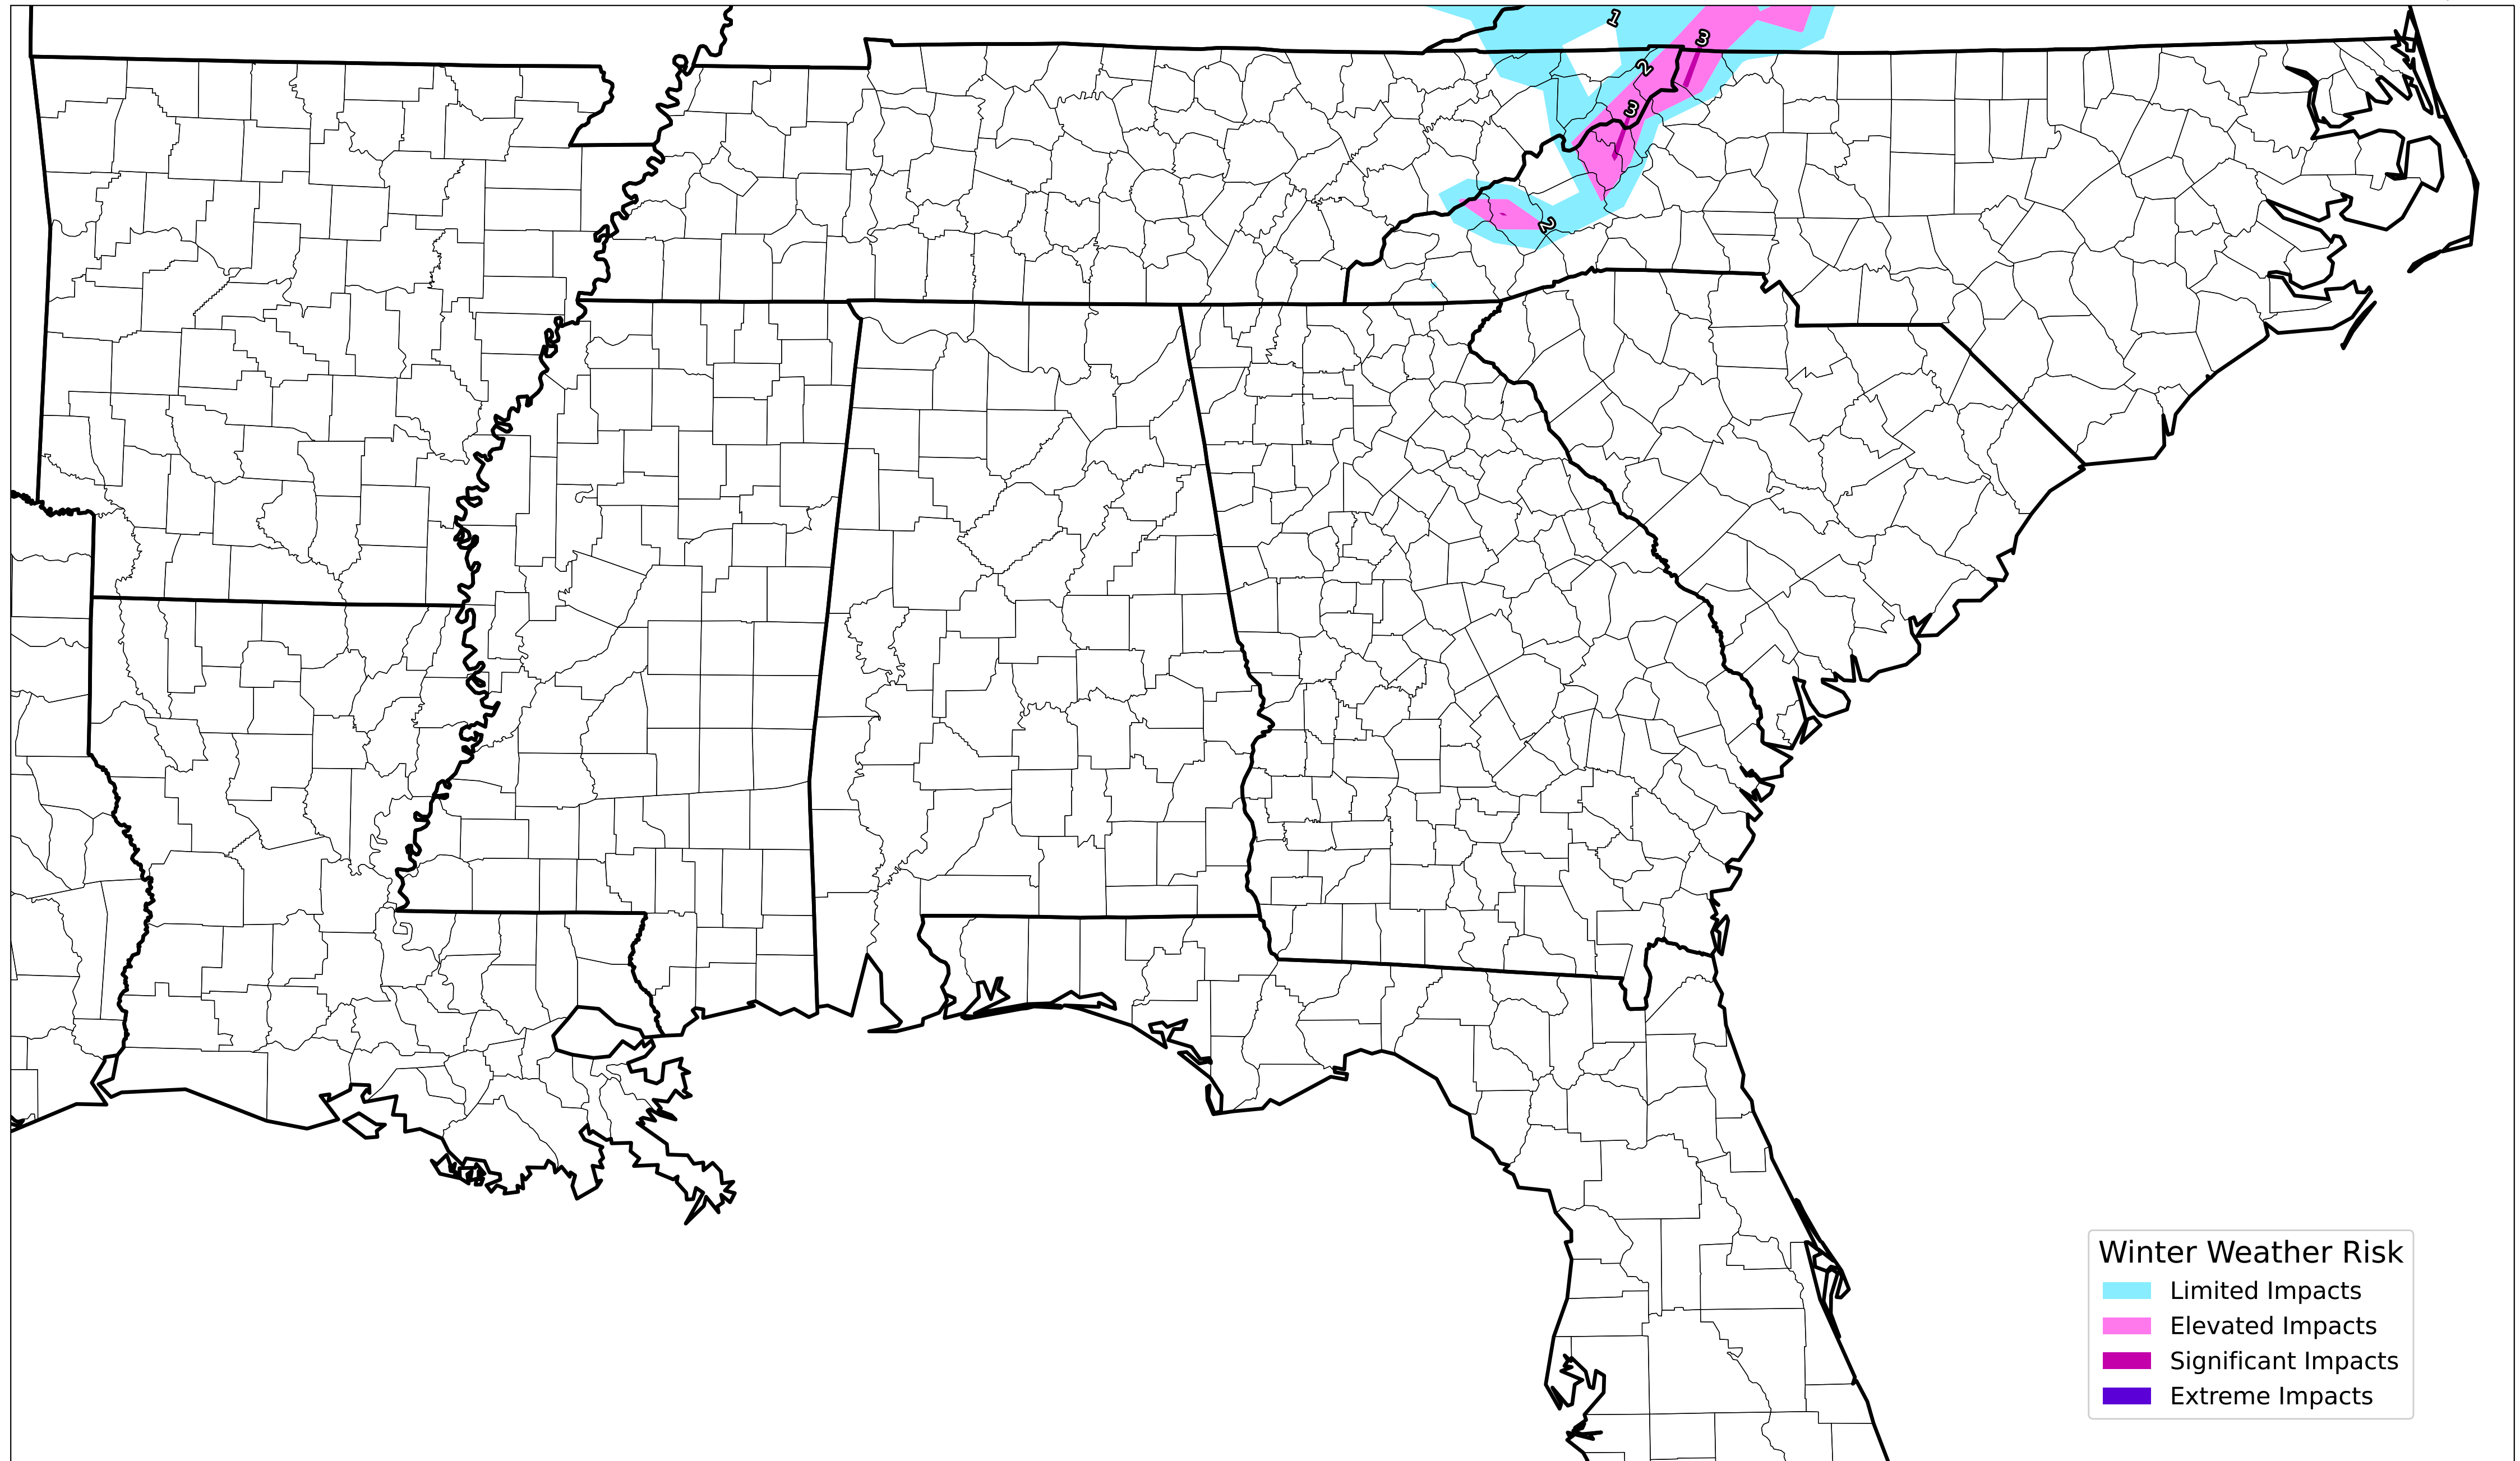 1
3
2
3
2
Winter Weather Risk
Limited Impacts
Elevated Impacts
Significant Impacts
Extreme Impacts